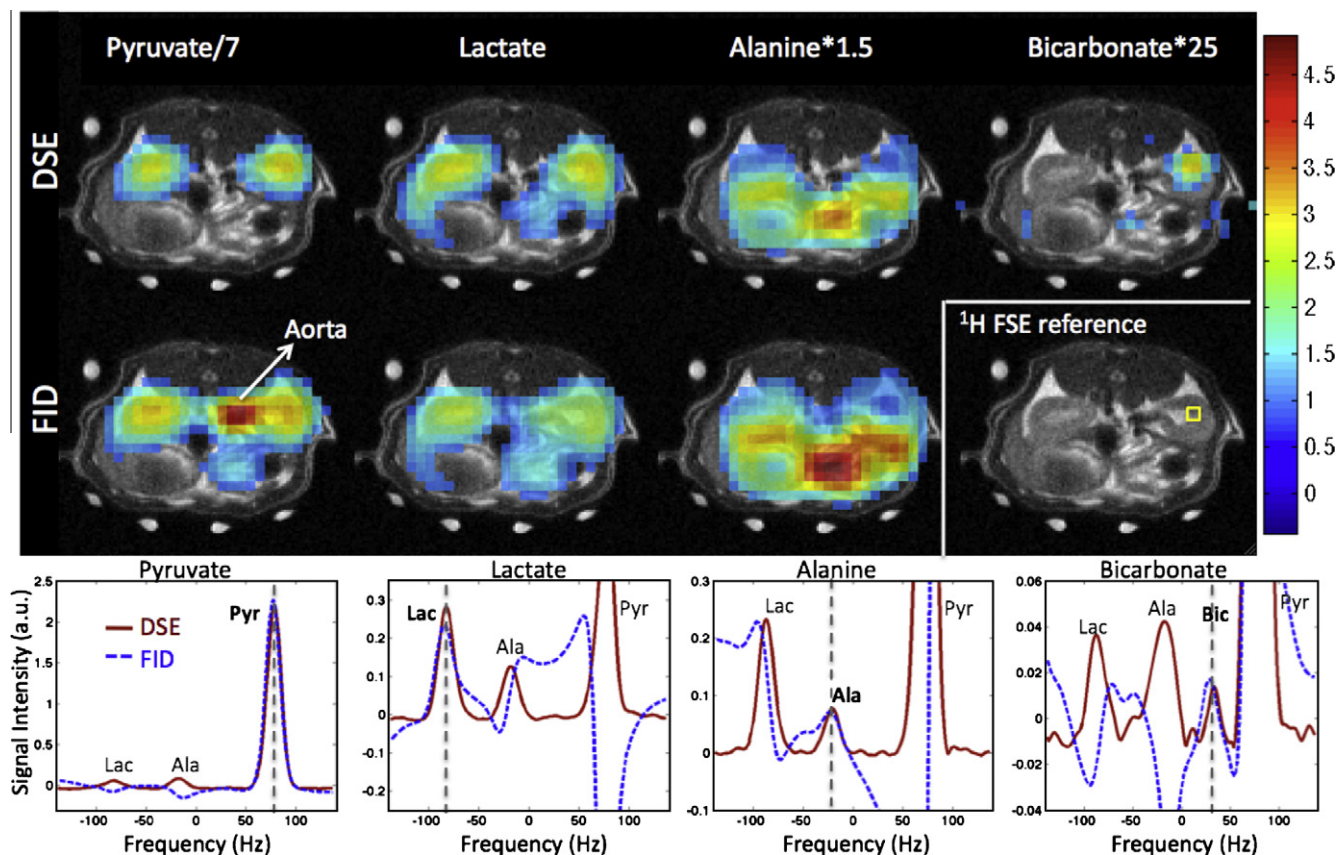 Pyruvate/7 Lactate Alanine*1.5 Bicarbonate*25
DSE
4.5
4
3.5
3
2.5
2
1.5
1
0.5
0
FID
Aorta
¹H FSE reference
Pyruvate Lactate Alanine Bicarbonate
Signal Intensity (a.u.)
2.5
2
1.5
1
0.5
0
DSE
FID
Pyr
Lac
Ala
-100 -50 0 50 100
Frequency (Hz)
0.3
0.2
0.1
0
-0.1
-0.2
Lac
Ala
Pyr
-100 -50 0 50 100
Frequency (Hz)
0.3
0.2
0.1
0
-0.1
Lac
Ala
Pyr
-100 -50 0 50 100
Frequency (Hz)
0.06
0.04
0.02
0
-0.02
-0.04
Lac
Ala
Bic
Pyr
-100 -50 0 50 100
Frequency (Hz)